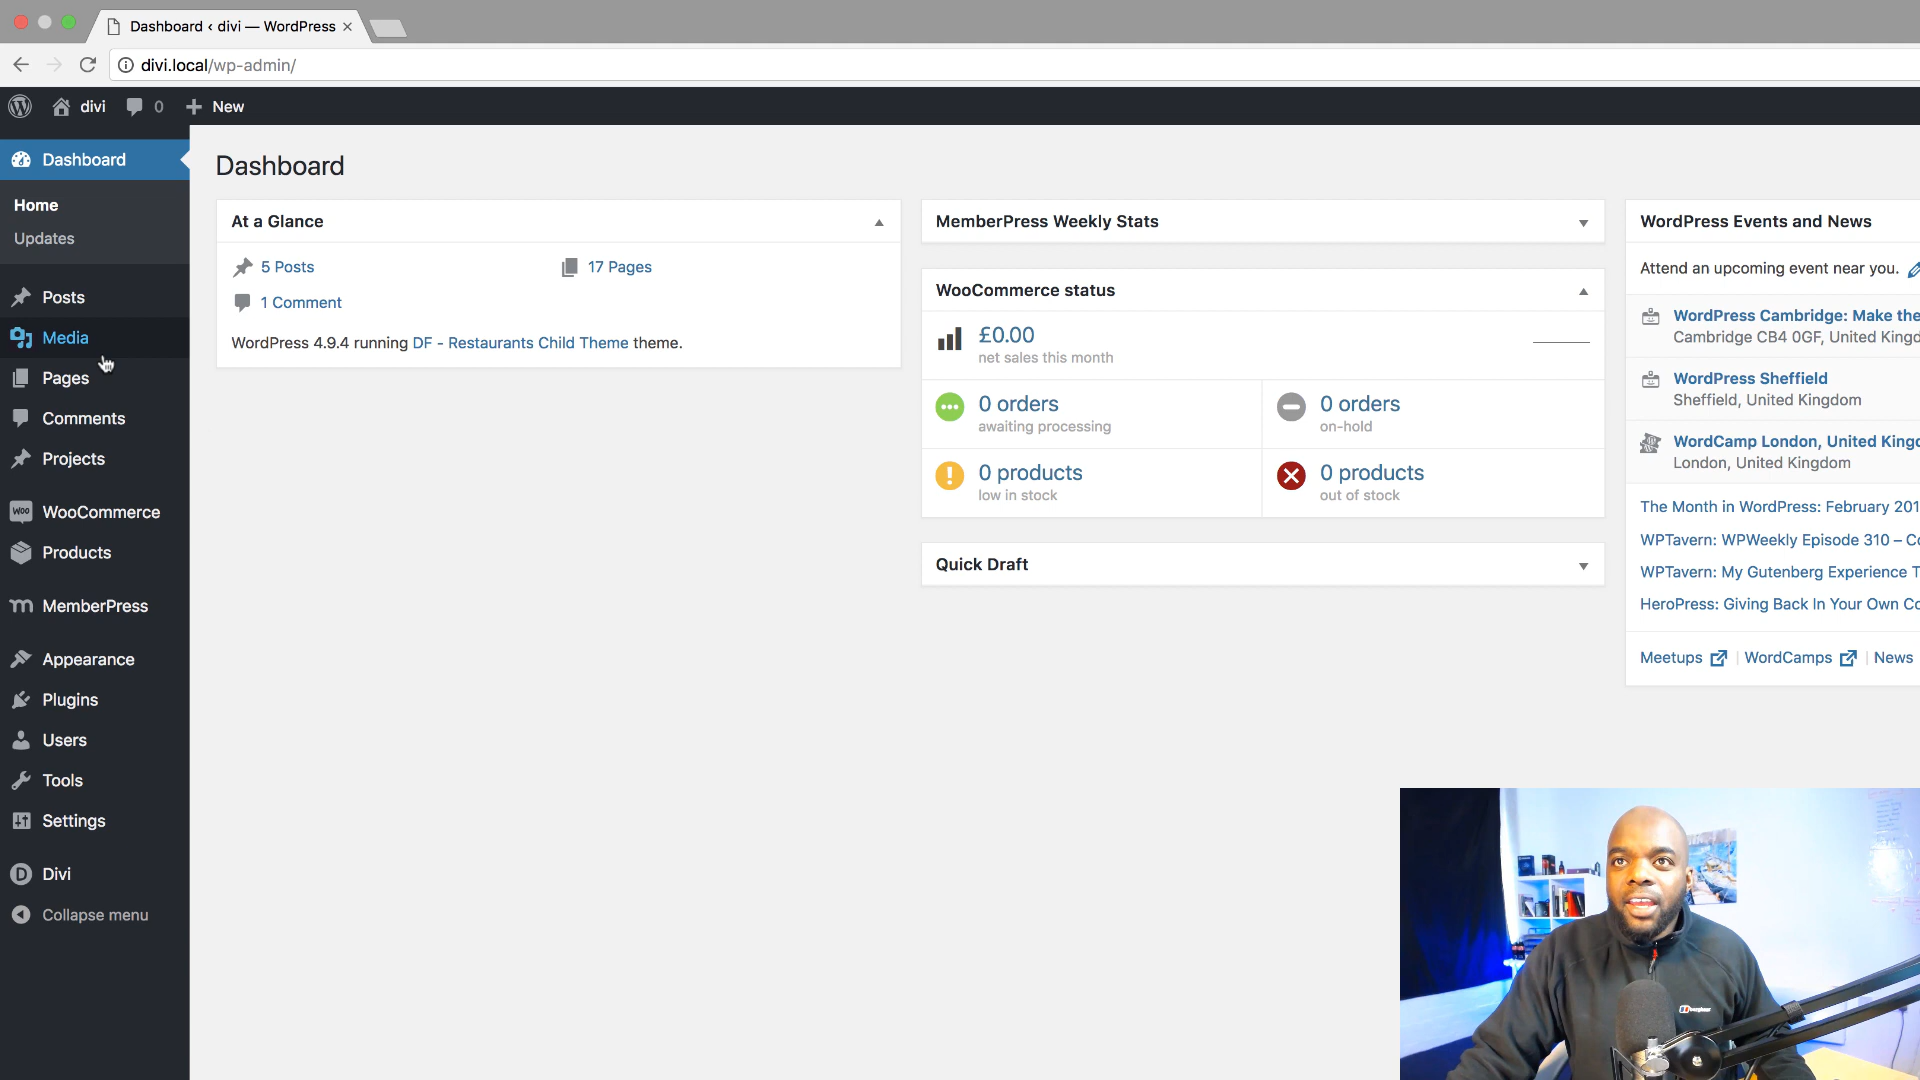 Dashboard ‹ divi — WordPress
divi.local/wp-admin/
divi
0
New
Dashboard
Home
Updates
Posts
Media
Pages
Comments
Projects
Woo WooCommerce
Products
MemberPress
Appearance
Plugins
Users
Tools
Settings
D Divi
Collapse menu
Dashboard
At a Glance
5 Posts
17 Pages
1 Comment
WordPress 4.9.4 running DF - Restaurants Child Theme theme.
MemberPress Weekly Stats
WooCommerce status
£0.00
net sales this month
0 orders
awaiting processing
0 orders
on-hold
0 products
low in stock
0 products
out of stock
Quick Draft
WordPress Events and News
Attend an upcoming event near you.
WordPress Cambridge: Make the
Cambridge CB4 0GF, United Kingd
WordPress Sheffield
Sheffield, United Kingdom
WordCamp London, United Kingd
London, United Kingdom
The Month in WordPress: February 201
WPTavern: WPWeekly Episode 310 – Co
WPTavern: My Gutenberg Experience T
HeroPress: Giving Back In Your Own Co
Meetups
WordCamps
News